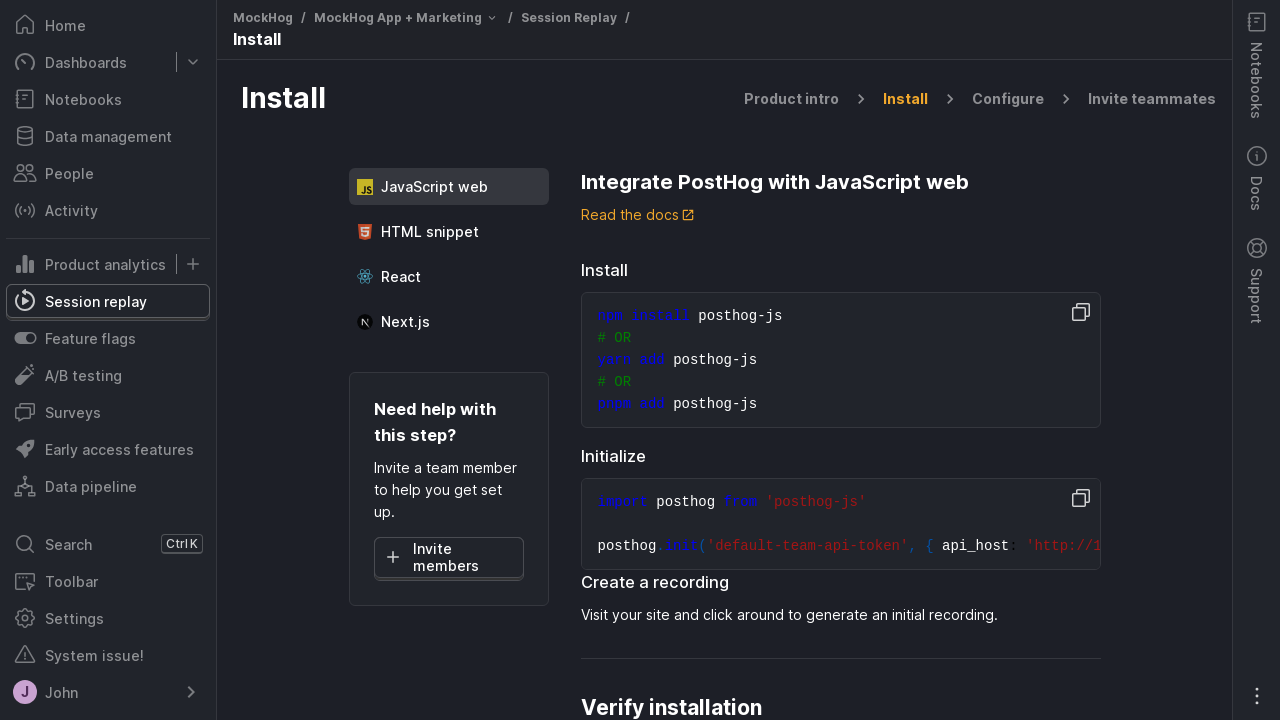 Home
Dashboards
Notebooks
Data management
People
Activity
Product analytics
Session replay
Feature flags
A/B testing
Surveys
Early access features
Data pipeline
Search Ctrl K
Toolbar
Settings
System issue!
J John
MockHog / MockHog App + Marketing / Session Replay /
Install
Install
Product intro > Install > Configure > Invite teammates
JS JavaScript web
HTML snippet
React
N Next.js
Need help with
this step?
Invite a team member
to help you get set
up.
Invite
members
Integrate PostHog with JavaScript web
Read the docs
Install
npm install posthog-js
# OR
yarn add posthog-js
# OR
pnpm add posthog-js
Initialize
import posthog from 'posthog-js'
posthog.init('default-team-api-token', { api_host: 'http://1
Create a recording
Visit your site and click around to generate an initial recording.
Verify installation
Notebooks
Docs
Support